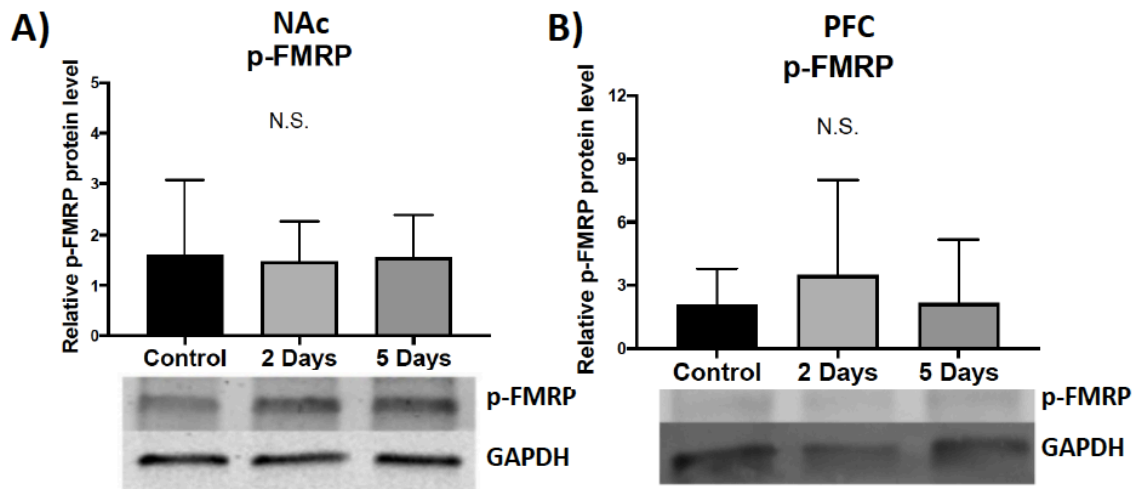 A)
NAc
p-FMRP
Relative p-FMRP protein level
5
4
3
2
1
0
N.S.
Control 2 Days 5 Days
p-FMRP
GAPDH
B)
PFC
p-FMRP
Relative p-FMRP protein level
12
9
6
3
0
N.S.
Control 2 Days 5 Days
p-FMRP
GAPDH